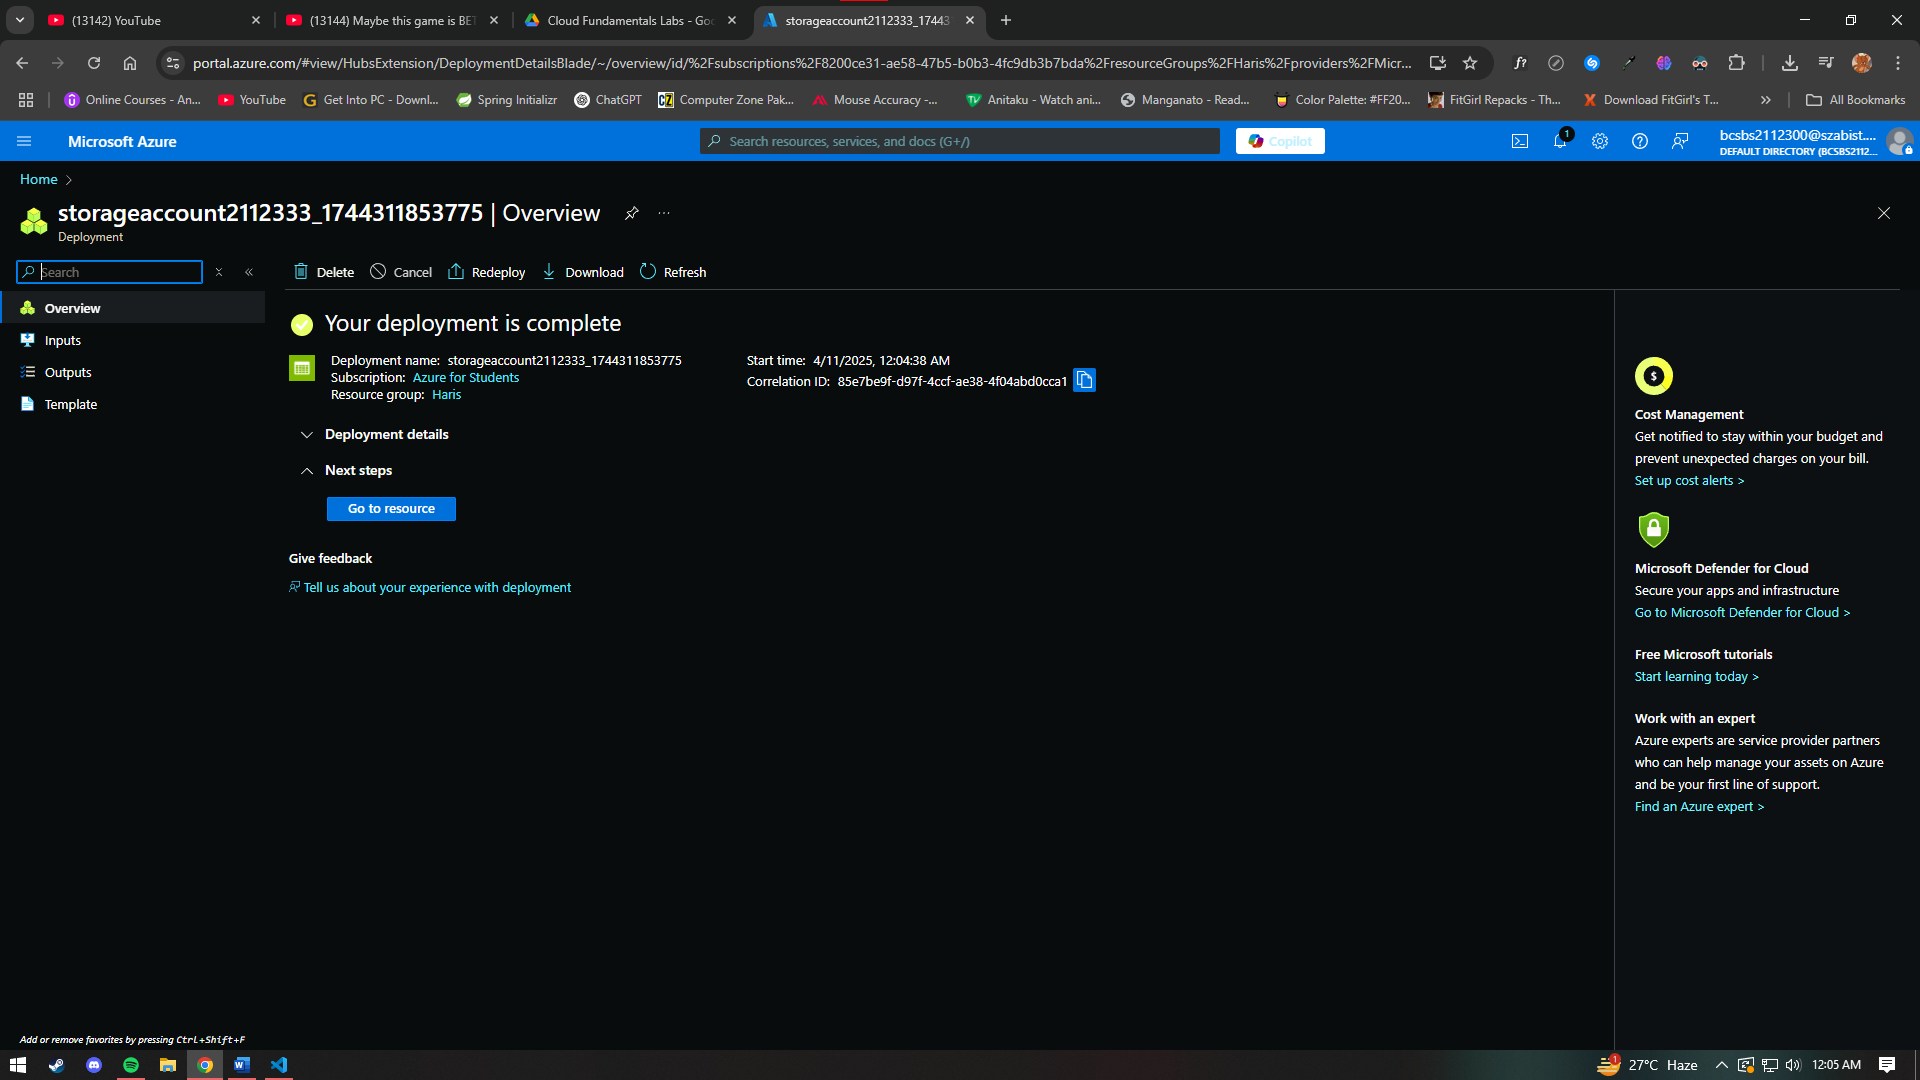 (13142) YouTube
(13144) Maybe this game is BET
Cloud Fundamentals Labs - Goo
storageaccount2112333_17443
portal.azure.com/#view/HubsExtension/DeploymentDetailsBlade/~/overview/id/%2Fsubscriptions%2F8200ce31-ae58-47b5-b0b3-4fc9db3b7bda%2FresourceGroups%2FHaris%2Fproviders%2FMicr...
Online Courses - An...
YouTube
Get Into PC - Downl...
Spring Initializr
ChatGPT
Computer Zone Pak...
Mouse Accuracy -...
Anitaku - Watch ani...
Manganato - Read...
Color Palette: #FF20...
FitGirl Repacks - Th...
Download FitGirl's T...
All Bookmarks
Microsoft Azure
Search resources, services, and docs (G+/)
Copilot
1
bcsbs2112300@szabist....
DEFAULT DIRECTORY (BCSBS2112...
Home
storageaccount2112333_1744311853775 | Overview
Deployment
Search
Delete
Cancel
Redeploy
Download
Refresh
Overview
Inputs
Outputs
Template
Your deployment is complete
Deployment name: storageaccount2112333_1744311853775
Subscription: Azure for Students
Resource group: Haris
Start time: 4/11/2025, 12:04:38 AM
Correlation ID: 85e7be9f-d97f-4ccf-ae38-4f04abd0cca1
Deployment details
Next steps
Go to resource
Give feedback
Tell us about your experience with deployment
Cost Management
Get notified to stay within your budget and
prevent unexpected charges on your bill.
Set up cost alerts >
Microsoft Defender for Cloud
Secure your apps and infrastructure
Go to Microsoft Defender for Cloud >
Free Microsoft tutorials
Start learning today >
Work with an expert
Azure experts are service provider partners
who can help manage your assets on Azure
and be your first line of support.
Find an Azure expert >
Add or remove favorites by pressing Ctrl+Shift+F
1
27°C Haze
12:05 AM